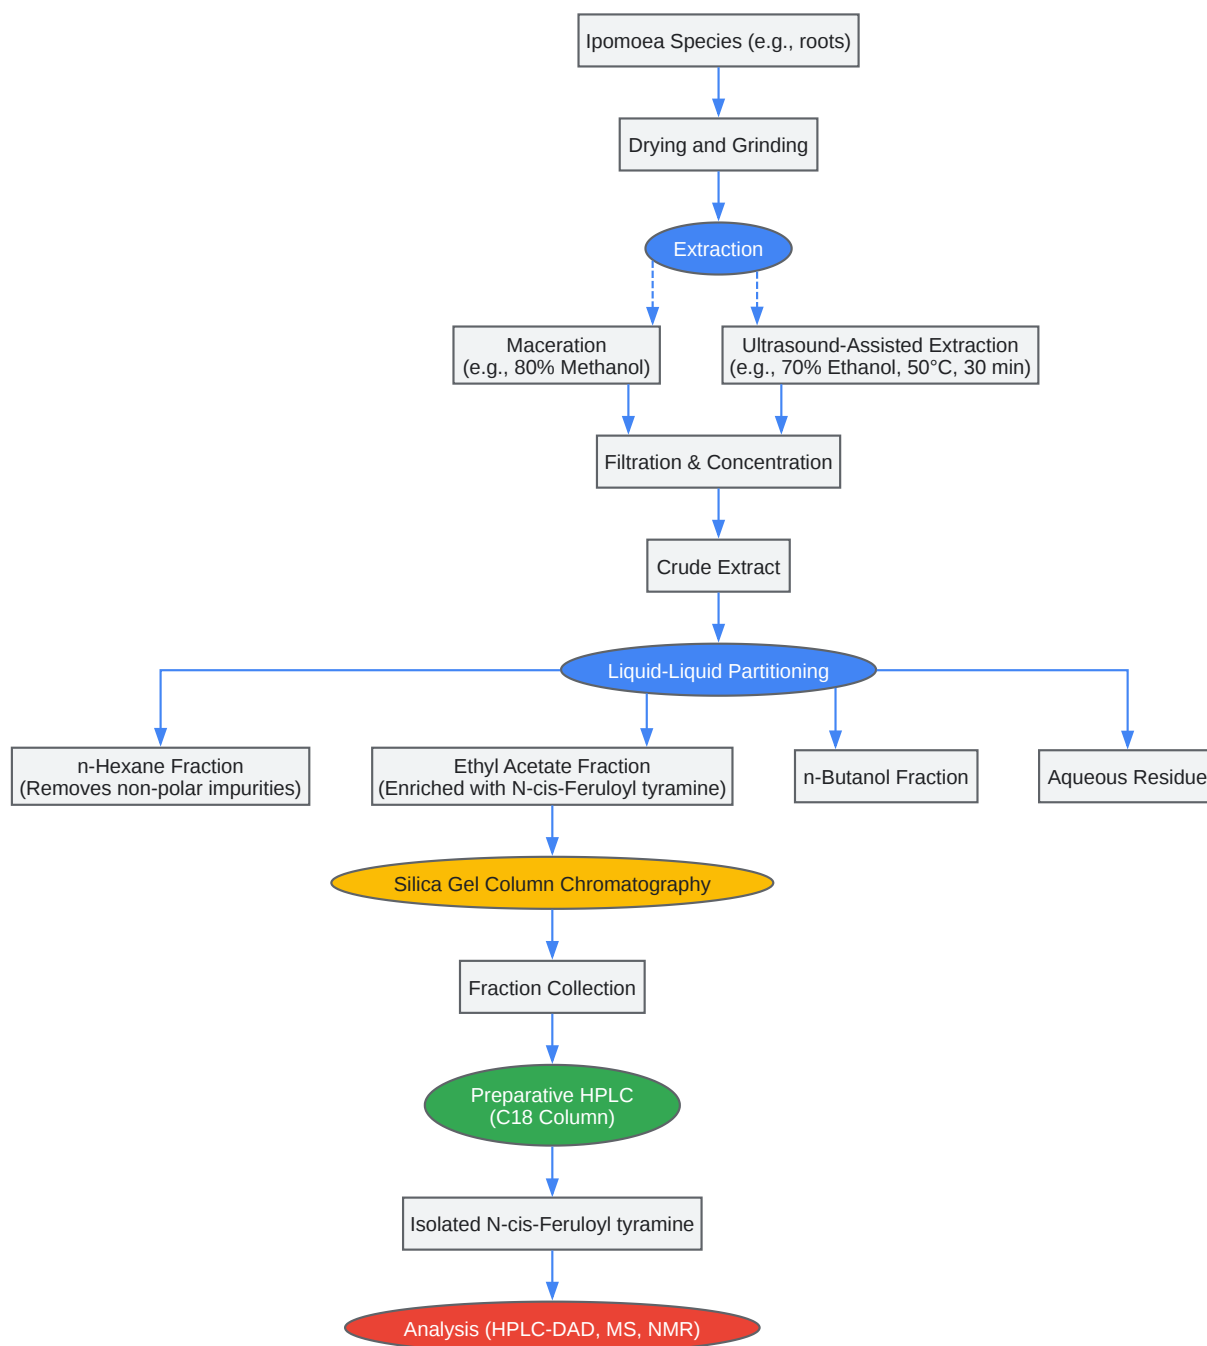 Ipomoea Species (e.g., roots)
Drying and Grinding
Extraction
Maceration
(e.g., 80% Methanol)
Ultrasound-Assisted Extraction
(e.g., 70% Ethanol, 50°C, 30 min)
Filtration & Concentration
Crude Extract
Liquid-Liquid Partitioning
n-Hexane Fraction
(Removes non-polar impurities)
Ethyl Acetate Fraction
(Enriched with N-cis-Feruloyl tyramine)
n-Butanol Fraction
Aqueous Residue
Silica Gel Column Chromatography
Fraction Collection
Preparative HPLC
(C18 Column)
Isolated N-cis-Feruloyl tyramine
Analysis (HPLC-DAD, MS, NMR)